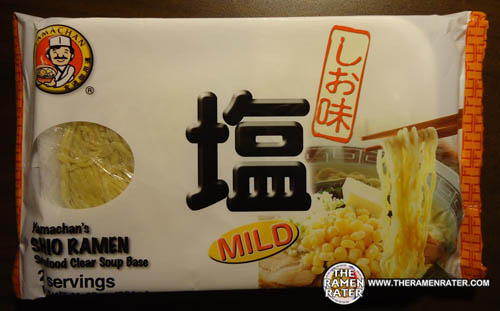 YAMACHAN
®
しお味
塩
MILD
Yamachan's
SHIO RAMEN
Seafood Clear Soup Base
2 servings
THE
RAMEN
RATER
WWW.THERAMENRATER.COM